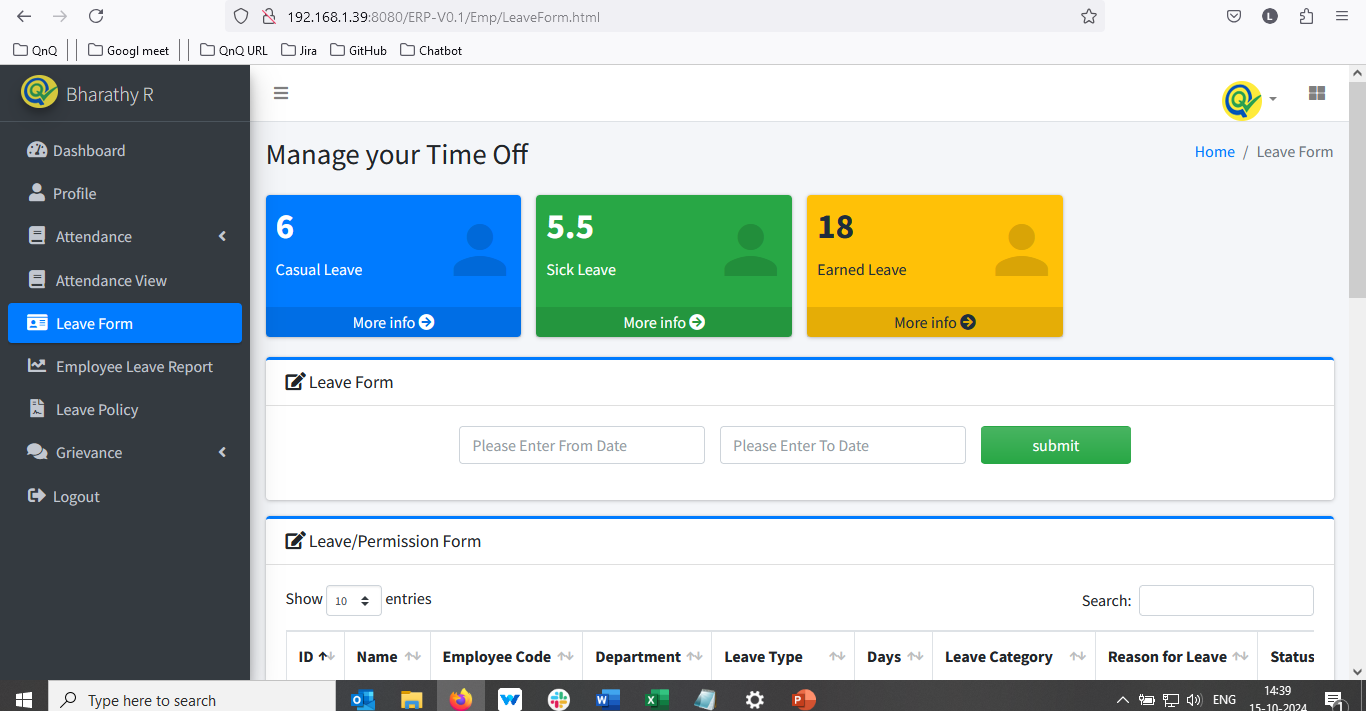 192.168.1.39:8080/ERP-V0.1/Emp/LeaveForm.html
L
QnQ Googl meet QnQ URL Jira GitHub Chatbot
Bharathy R
Dashboard
Profile
Attendance
Attendance View
Leave Form
Employee Leave Report
Leave Policy
Grievance
Logout
Manage your Time Off
Home / Leave Form
6
Casual Leave
More info
5.5
Sick Leave
More info
18
Earned Leave
More info
Leave Form
Please Enter From Date Please Enter To Date submit
Leave/Permission Form
Show 10 entries
Search:
ID Name Employee Code Department Leave Type Days Leave Category Reason for Leave Status
Type here to search
ENG
14:39
15-10-2024
1